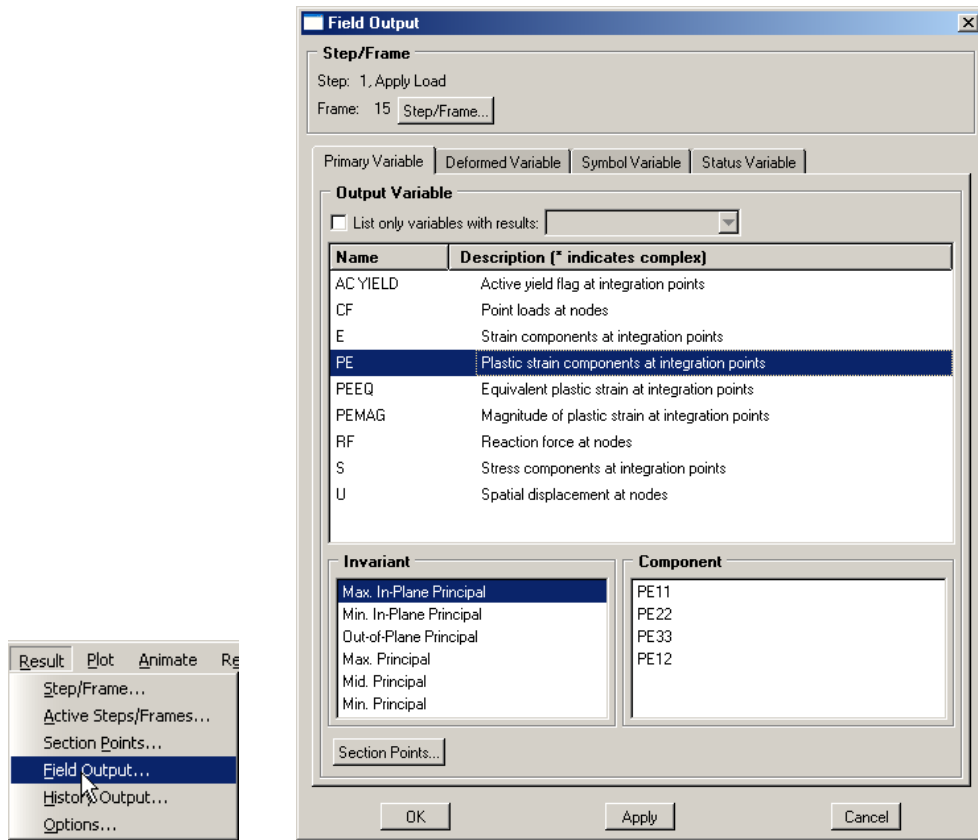 Field Output
Step/Frame
Step: 1, Apply Load
Frame: 15 Step/Frame...
Primary Variable Deformed Variable Symbol Variable Status Variable
Output Variable
List only variables with results:
Name Description (* indicates complex)
AC YIELD Active yield flag at integration points
CF Point loads at nodes
E Strain components at integration points
PE Plastic strain components at integration points
PEEQ Equivalent plastic strain at integration points
PEMAG Magnitude of plastic strain at integration points
RF Reaction force at nodes
S Stress components at integration points
U Spatial displacement at nodes
Invariant
Max. In-Plane Principal
Min. In-Plane Principal
Out-of-Plane Principal
Max. Principal
Mid. Principal
Min. Principal
Component
PE11
PE22
PE33
PE12
Section Points...
OK Apply Cancel
Result Plot Animate Re
Step/Frame...
Active Steps/Frames...
Section Points...
Field Output...
History Output...
Options...